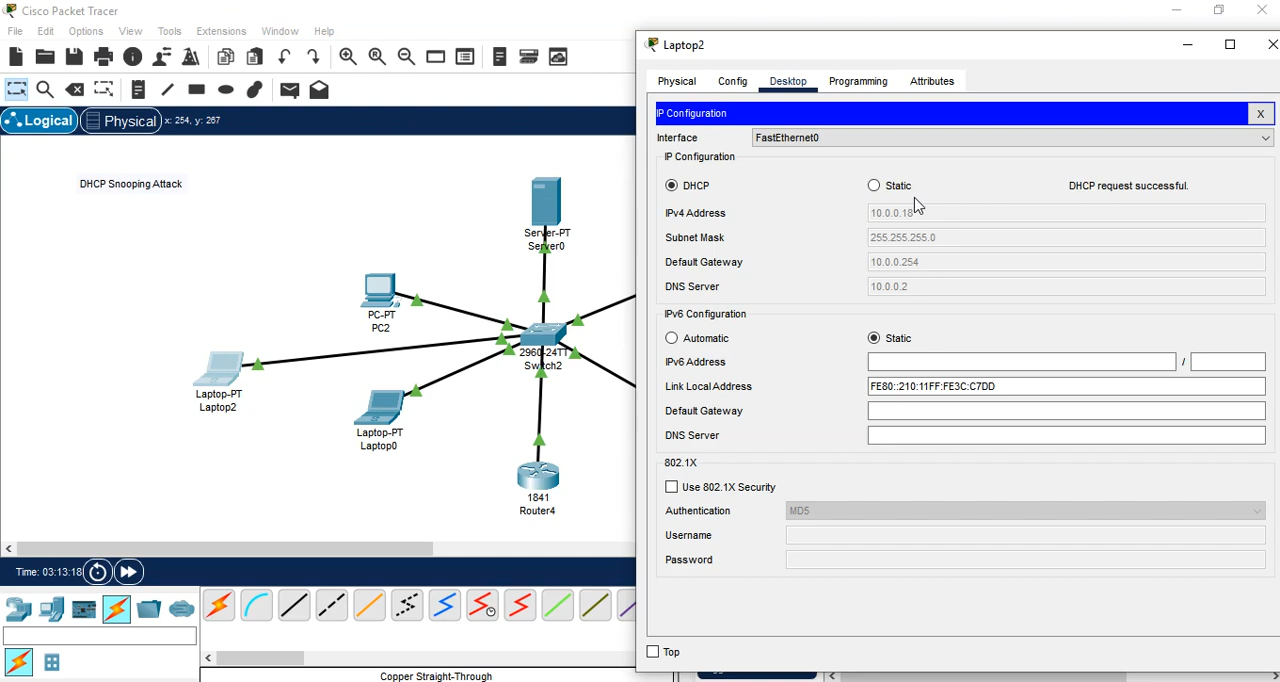 Cisco Packet Tracer
File Edit Options View Tools Extensions Window Help
Logical Physical x: 254, y: 267
DHCP Snooping Attack
Server-PT
Server0
PC-PT
PC2
2960-24TT
Switch2
Laptop-PT
Laptop2
Laptop-PT
Laptop0
1841
Router4
Time: 03:13:18
Copper Straight-Through
Laptop2
Physical Config Desktop Programming Attributes
IP Configuration X
Interface FastEthernet0
IP Configuration
DHCP Static DHCP request successful.
IPv4 Address 10.0.0.18
Subnet Mask 255.255.255.0
Default Gateway 10.0.0.254
DNS Server 10.0.0.2
IPv6 Configuration
Automatic Static
IPv6 Address /
Link Local Address FE80::210:11FF:FE3C:C7DD
Default Gateway
DNS Server
802.1X
Use 802.1X Security
Authentication MD5
Username
Password
Top